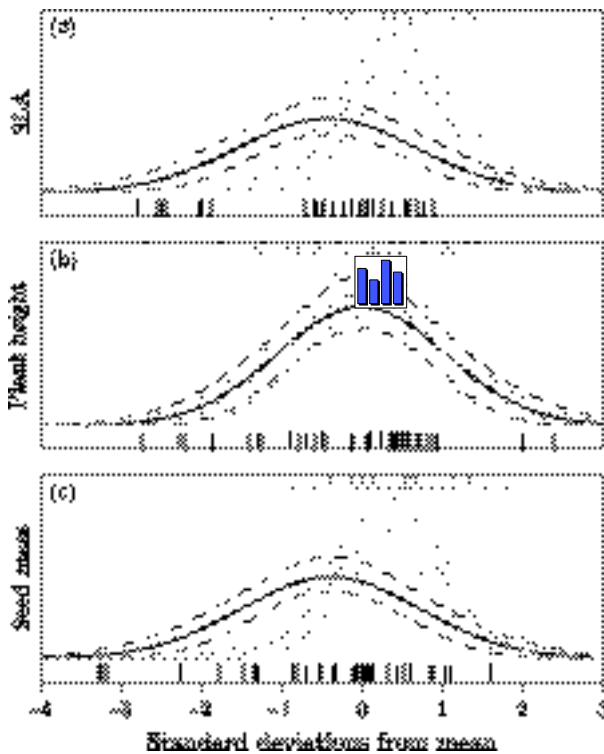 (a)
SLA
(b)
Plant height
(c)
Seed mass
-4 -3 -2 -1 0 1 2 3
Standard deviations from mean